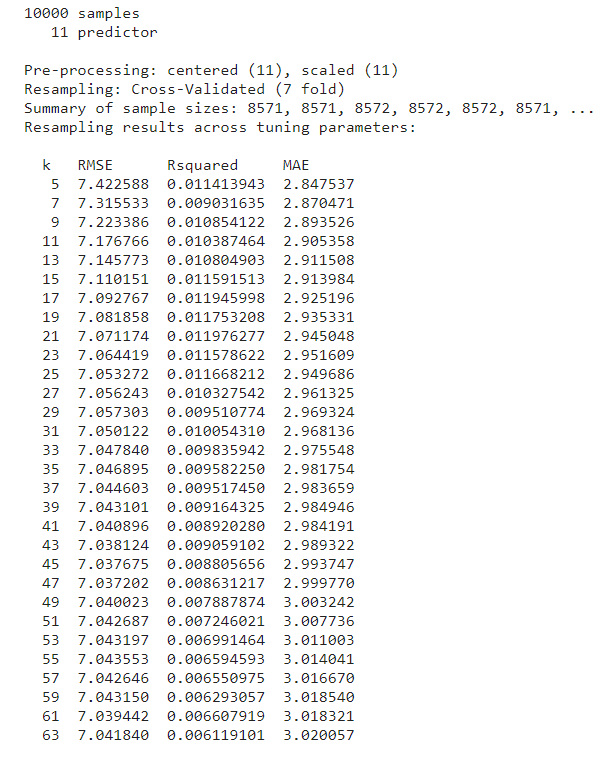 10000 samples
11 predictor
Pre-processing: centered (11), scaled (11)
Resampling: Cross-Validated (7 fold)
Summary of sample sizes: 8571, 8571, 8572, 8572, 8572, 8571, ...
Resampling results across tuning parameters:
k RMSE Rsquared MAE
5 7.422588 0.011413943 2.847537
7 7.315533 0.009031635 2.870471
9 7.223386 0.010854122 2.893526
11 7.176766 0.010387464 2.905358
13 7.145773 0.010804903 2.911508
15 7.110151 0.011591513 2.913984
17 7.092767 0.011945998 2.925196
19 7.081858 0.011753208 2.935331
21 7.071174 0.011976277 2.945048
23 7.064419 0.011578622 2.951609
25 7.053272 0.011668212 2.949686
27 7.056243 0.010327542 2.961325
29 7.057303 0.009510774 2.969324
31 7.050122 0.010054310 2.968136
33 7.047840 0.009835942 2.975548
35 7.046895 0.009582250 2.981754
37 7.044603 0.009517450 2.983659
39 7.043101 0.009164325 2.984946
41 7.040896 0.008920280 2.984191
43 7.038124 0.009059102 2.989322
45 7.037675 0.008805656 2.993747
47 7.037202 0.008631217 2.999770
49 7.040023 0.007887874 3.003242
51 7.042687 0.007246021 3.007736
53 7.043197 0.006991464 3.011003
55 7.043553 0.006594593 3.014041
57 7.042646 0.006550975 3.016670
59 7.043150 0.006293057 3.018540
61 7.039442 0.006607919 3.018321
63 7.041840 0.006119101 3.020057